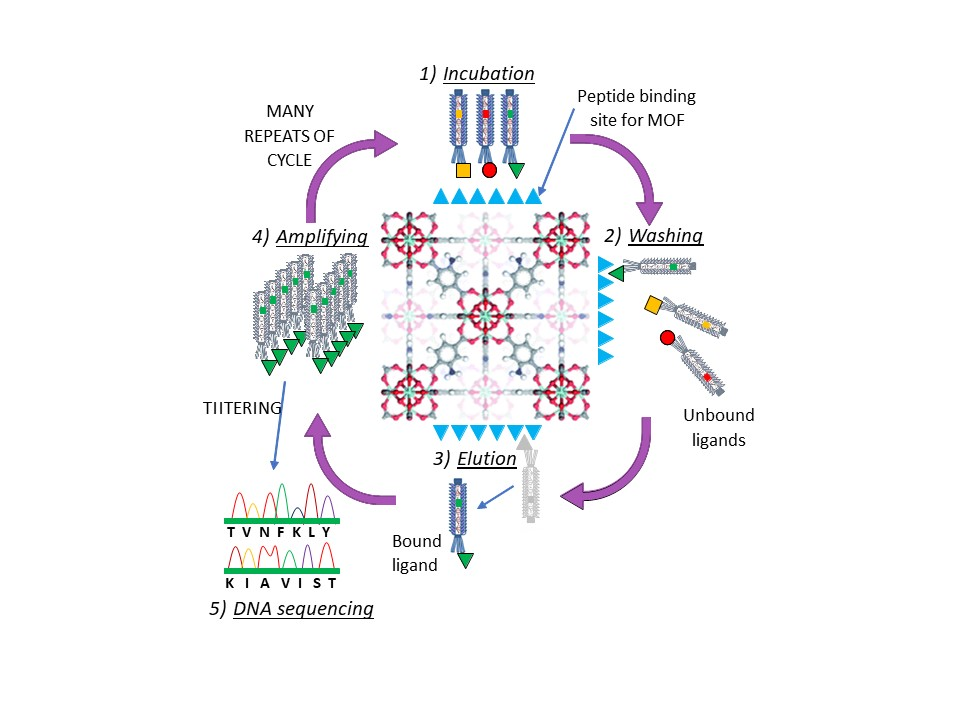 1) Incubation
MANY
REPEATS OF
CYCLE
Peptide binding
site for MOF
4) Amplifying
2) Washing
TIITERING
Unbound
ligands
3) Elution
Bound
ligand
T V N F K L Y
K I A V I S T
5) DNA sequencing